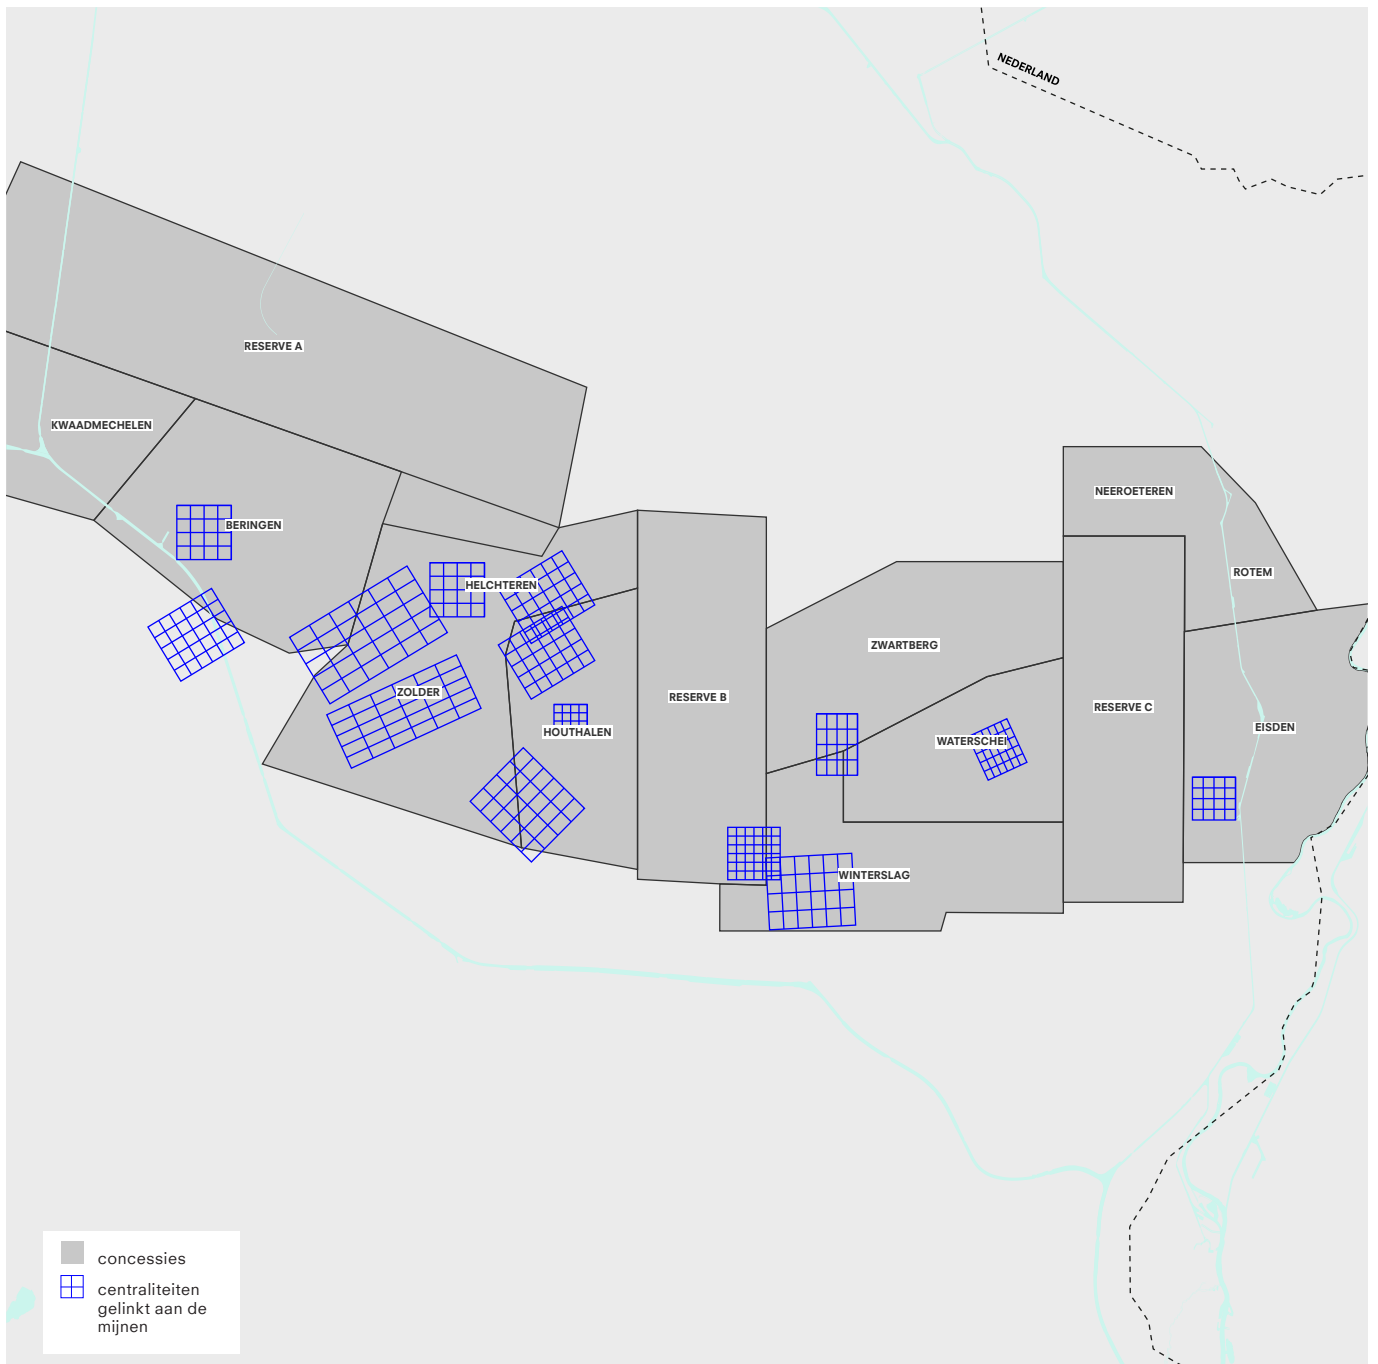 NEDERLAND
RESERVE A
KWAADMECHELEN
NEEROETEREN
BERINGEN
ROTEM
HELCHTEREN
ZWARTBERG
ZOLDER
RESERVE B
RESERVE C
EISDEN
HOUTHALEN
WATERSCHEI
WINTERSLAG
concessies
centraliteiten
gelinkt aan de
mijnen